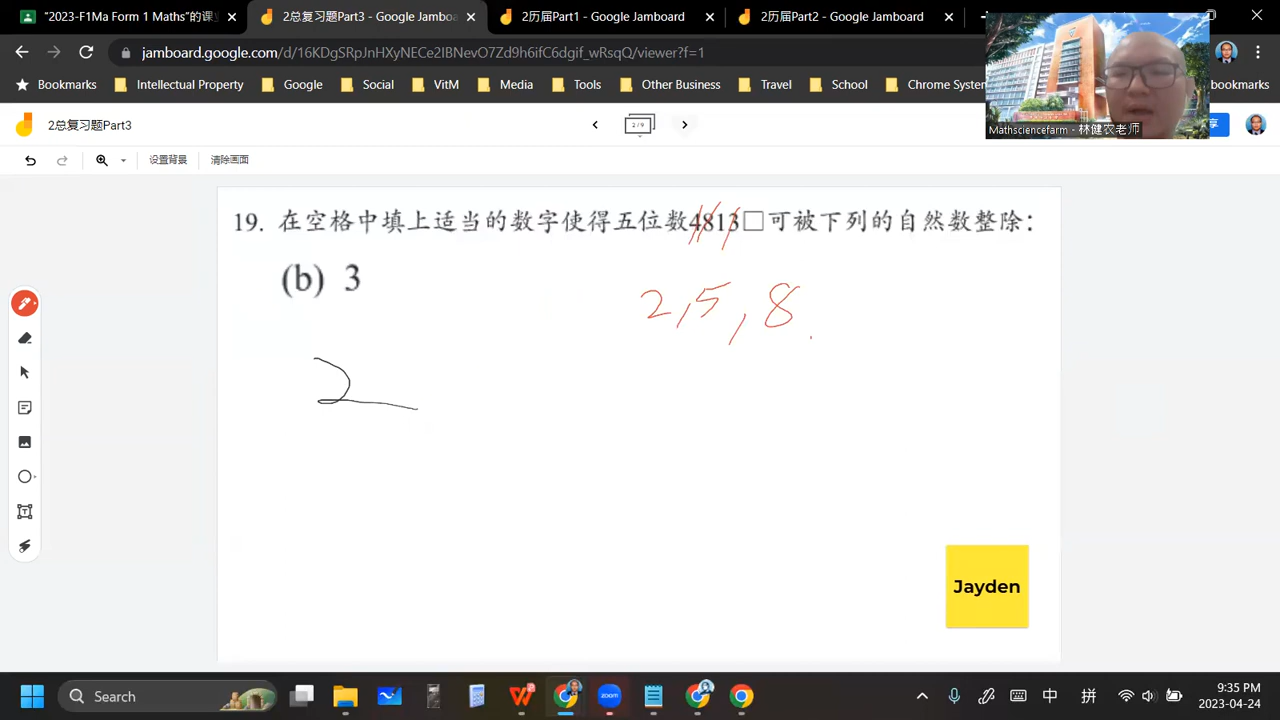 "2023-F1Ma Form 1 Maths"的课
2总复习题Part3 - Google Jamboa
2历届Part1 - Google Jamboard
2历届Part2 - Google Jamboard
jamboard.google.com/d/16KDqSRpJnHXyNECe2IBNevO7Zd9h6ifC6dgif_wRsqQ/viewer?f=1
Bookmarks
Intellectual Property
Social
VitM
Media
Tools
Other Business
Travel
School
Chrome System
Bookmarks
Mathsciencefarm - 林健农老师
2总复习题Part3
2 / 9
享
设置背景
清除画面
19. 在空格中填上适当的数字使得五位数4813□可被下列的自然数整除：
(b) 3
2, 5, 8
2
Jayden
Search
中
拼
9:35 PM
2023-04-24